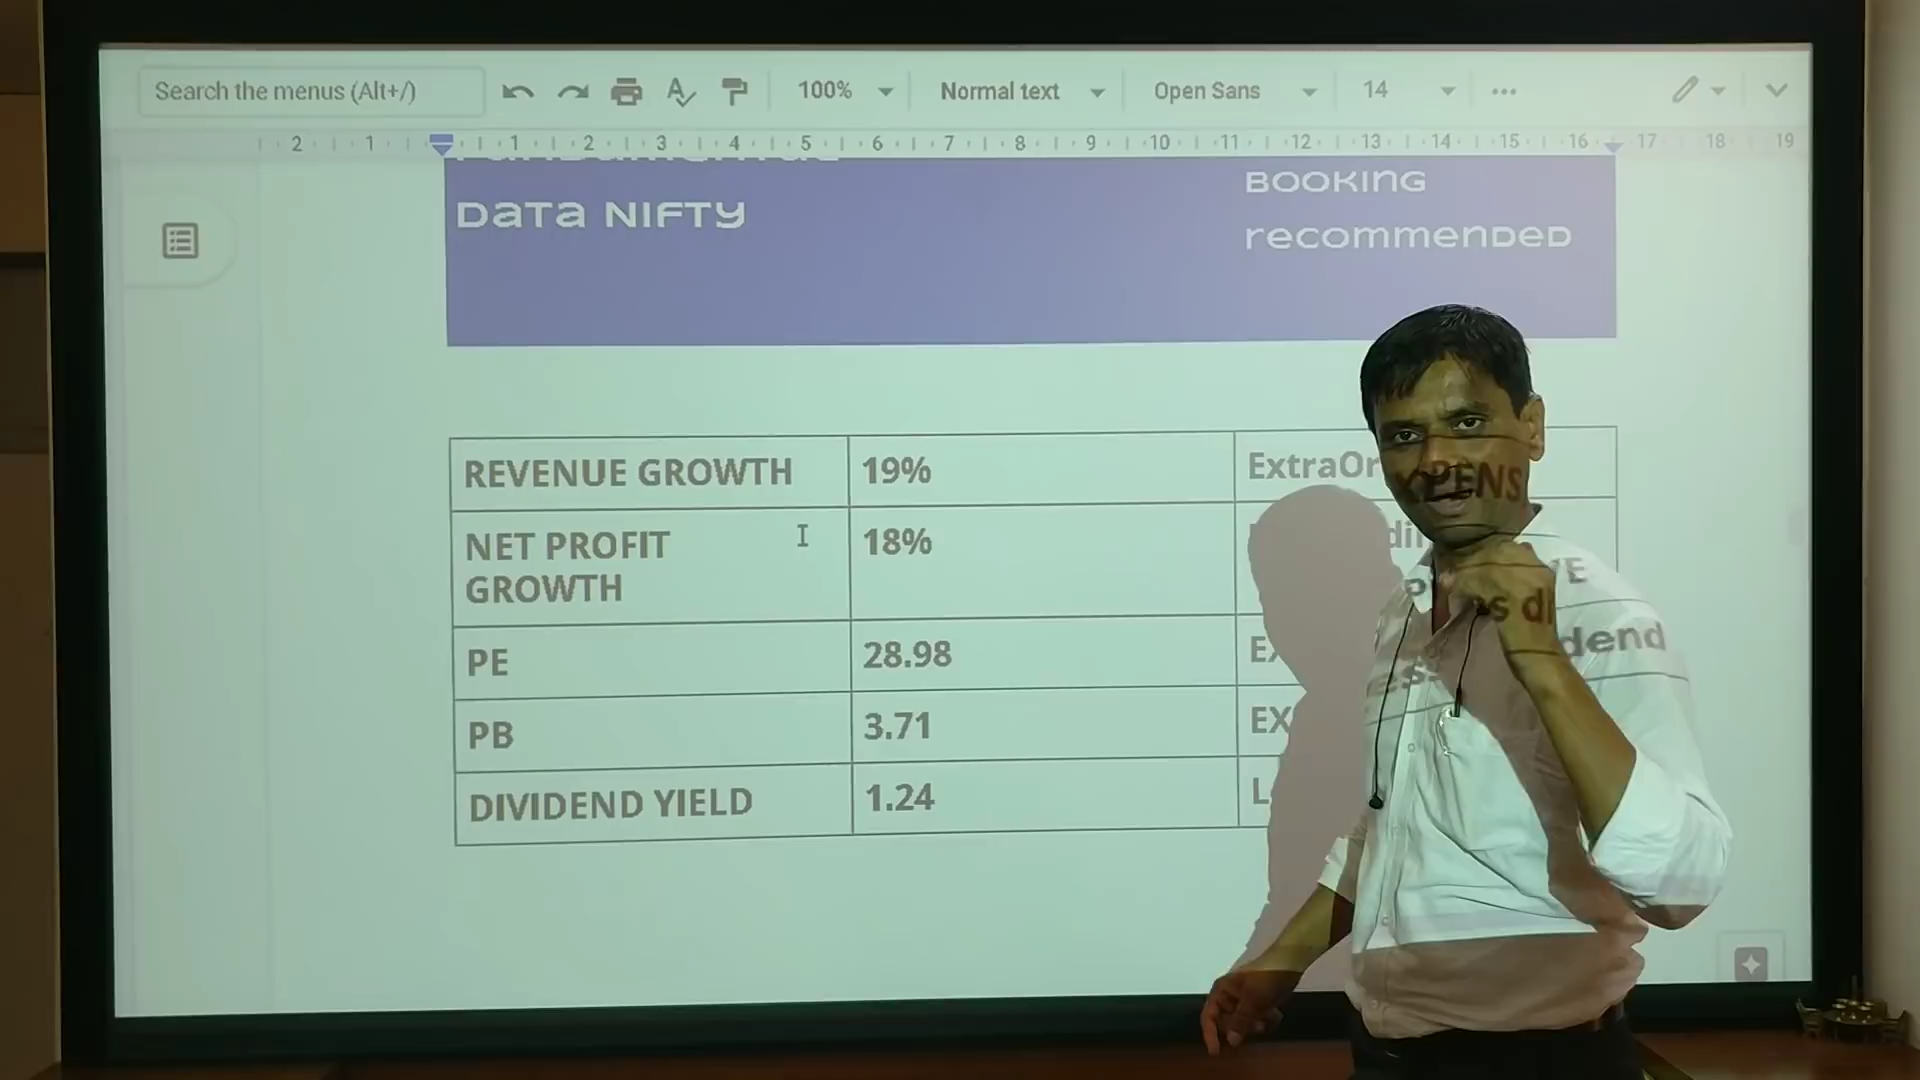 Search the menus (Alt+/)
100%
Normal text
Open Sans
14
2 1 1 2 3 4 5 6 7 8 9 10 11 12 13 14 15 16 17 18 19
DaTa NIFTY
BOOKING
recommended
REVENUE GROWTH 19%
NET PROFIT GROWTH 18%
PE 28.98
PB 3.71
DIVIDEND YIELD 1.24